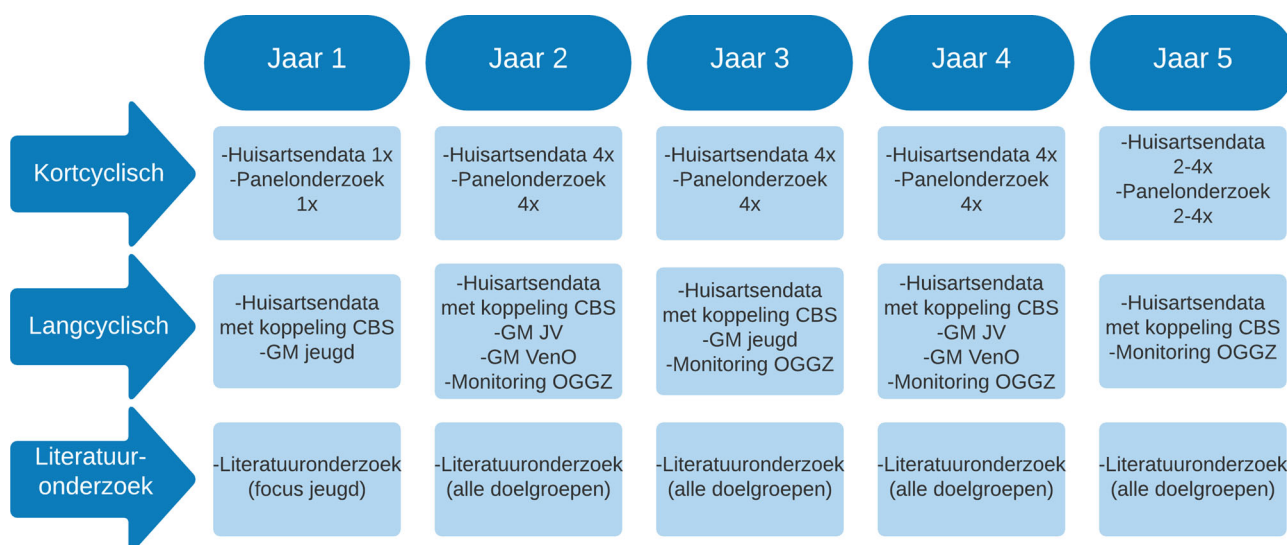 Jaar 1
Jaar 2
Jaar 3
Jaar 4
Jaar 5
Kortcyclisch
-Huisartsendata 1x
-Panelonderzoek
1x
-Huisartsendata 4x
-Panelonderzoek
4x
-Huisartsendata 4x
-Panelonderzoek
4x
-Huisartsendata 4x
-Panelonderzoek
4x
-Huisartsendata
2-4x
-Panelonderzoek
2-4x
Langcyclisch
-Huisartsendata
met koppeling CBS
-GM jeugd
-Huisartsendata
met koppeling CBS
-GM JV
-GM VenO
-Monitoring OGGZ
-Huisartsendata
met koppeling CBS
-GM jeugd
-Monitoring OGGZ
-Huisartsendata
met koppeling CBS
-GM JV
-GM VenO
-Monitoring OGGZ
-Huisartsendata
met koppeling CBS
-Monitoring OGGZ
Literatuur-
onderzoek
-Literatuuronderzoek
(focus jeugd)
-Literatuuronderzoek
(alle doelgroepen)
-Literatuuronderzoek
(alle doelgroepen)
-Literatuuronderzoek
(alle doelgroepen)
-Literatuuronderzoek
(alle doelgroepen)